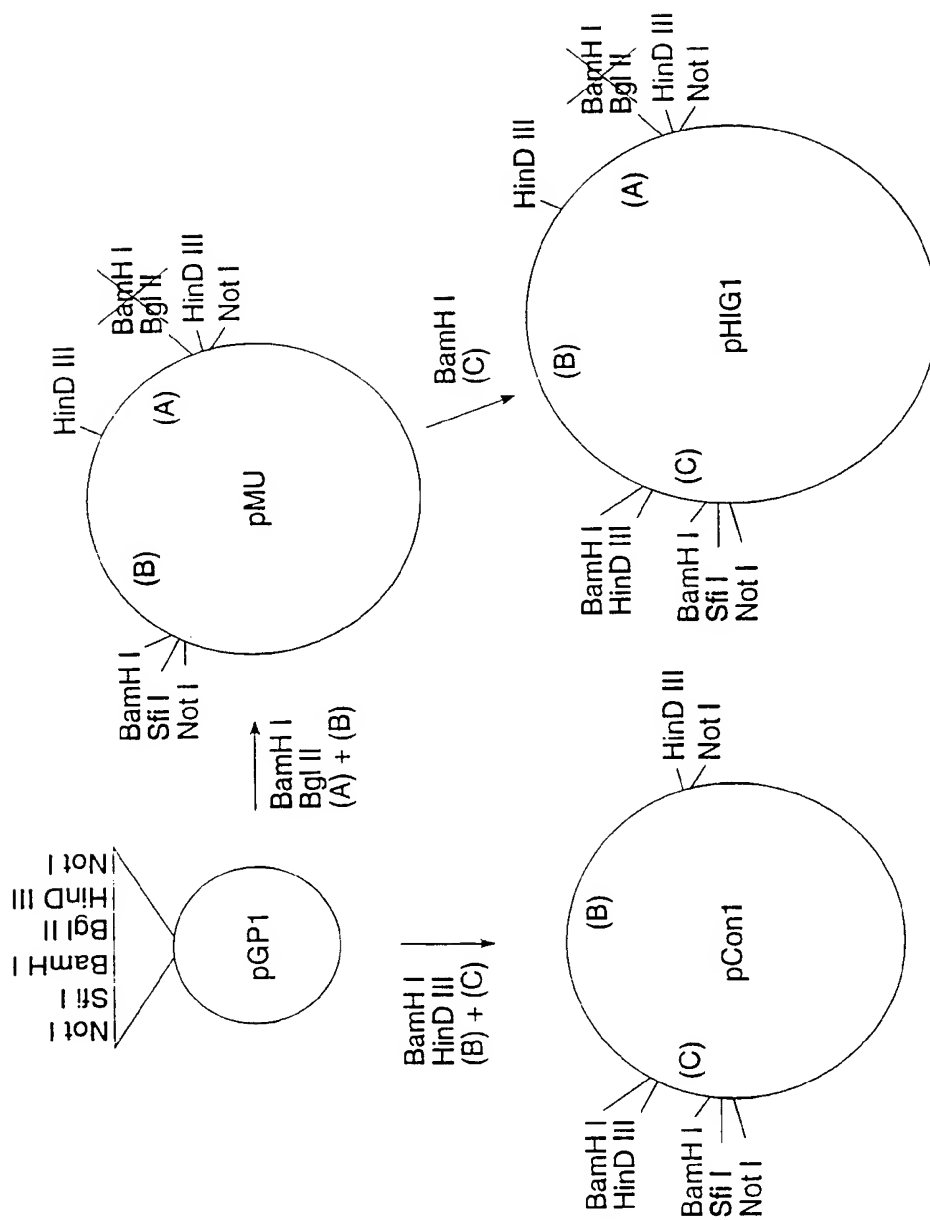 Not I
Sfi I
BamH I
Bgl II
HinD III
Not I
pGP1
BamH I
Bgl II
(A) + (B)
BamH I
Sfi I
Not I
(B)
pMU
(A)
HinD III
BamH I
Bgl II
HinD III
Not I
BamH I
HinD III
(B) + (C)
BamH I
(C)
BamH I
HinD III
(C)
BamH I
Sfi I
Not I
(B)
pCon1
HinD III
Not I
BamH I
HinD III
(C)
BamH I
Sfi I
Not I
(B)
pHIG1
(A)
HinD III
BamH I
Bgl II
HinD III
Not I